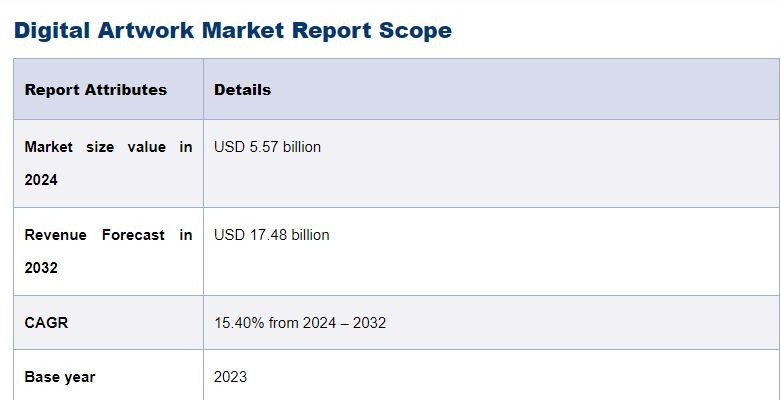 Digital Artwork Market Report Scope
Report Attributes
Details
Market size value in
2024
USD 5.57 billion
Revenue Forecast in
2032
USD 17.48 billion
CAGR
15.40% from 2024 – 2032
Base year
2023